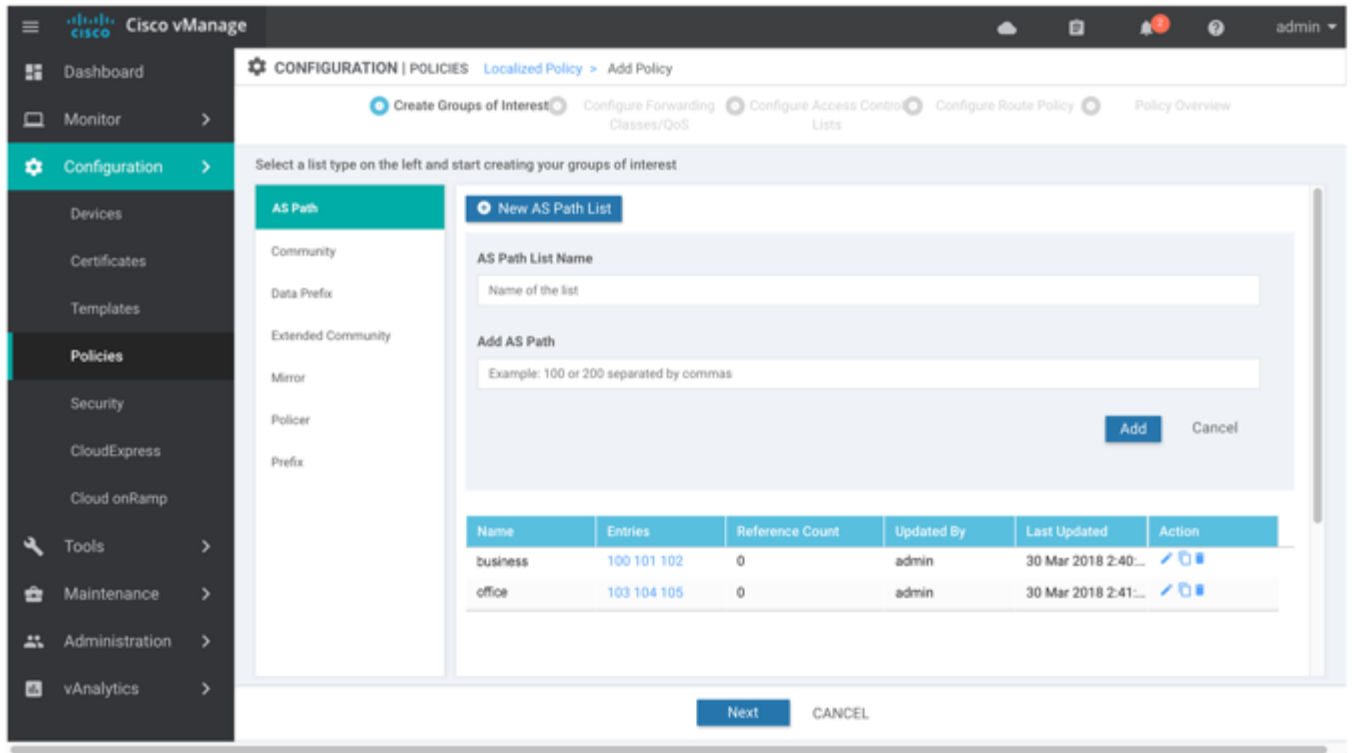 cisco Cisco vManage
2
admin
Dashboard
Monitor
Configuration
Devices
Certificates
Templates
Policies
Security
CloudExpress
Cloud onRamp
Tools
Maintenance
Administration
vAnalytics
CONFIGURATION | POLICIES Localized Policy > Add Policy
Create Groups of Interest
Configure Forwarding
Classes/QoS
Configure Access Control
Lists
Configure Route Policy
Policy Overview
Select a list type on the left and start creating your groups of interest
AS Path
Community
Data Prefix
Extended Community
Mirror
Policer
Prefix
New AS Path List
AS Path List Name
Name of the list
Add AS Path
Example: 100 or 200 separated by commas
Add Cancel
Name Entries Reference Count Updated By Last Updated Action
business 100 101 102 0 admin 30 Mar 2018 2:40:...
office 103 104 105 0 admin 30 Mar 2018 2:41:...
Next CANCEL